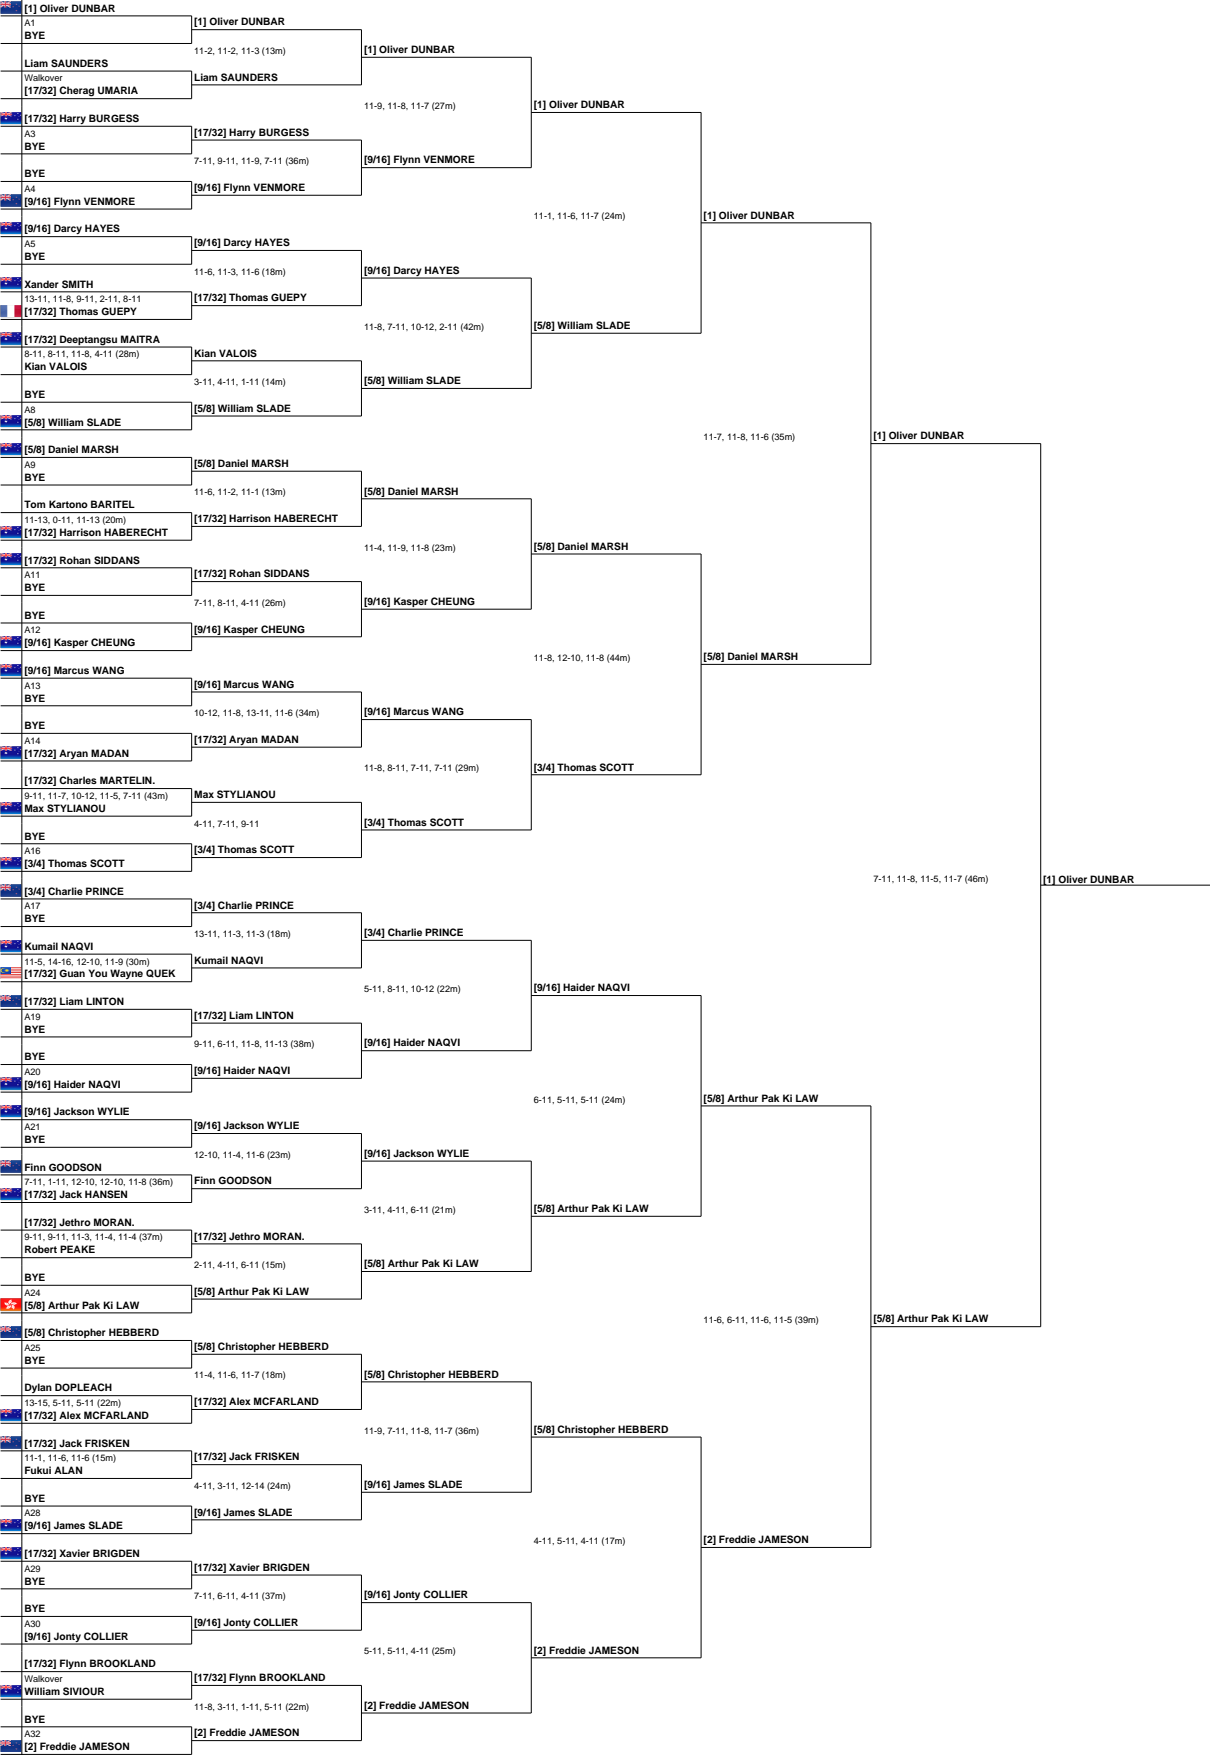 [1] Oliver DUNBAR
A1
[1] Oliver DUNBAR
BYE
11-2, 11-2, 11-3 (13m)
[1] Oliver DUNBAR
Liam SAUNDERS
Walkover
Liam SAUNDERS
[17/32] Cherag UMARIA
11-9, 11-8, 11-7 (27m)
[1] Oliver DUNBAR
[17/32] Harry BURGESS
A3
[17/32] Harry BURGESS
BYE
7-11, 9-11, 11-9, 7-11 (36m)
[9/16] Flynn VENMORE
BYE
A4
[9/16] Flynn VENMORE
[9/16] Flynn VENMORE
11-1, 11-6, 11-7 (24m)
[1] Oliver DUNBAR
[9/16] Darcy HAYES
A5
[9/16] Darcy HAYES
BYE
11-6, 11-3, 11-6 (18m)
[9/16] Darcy HAYES
Xander SMITH
13-11, 11-8, 9-11, 2-11, 8-11
[17/32] Thomas GUEPY
[17/32] Thomas GUEPY
11-8, 7-11, 10-12, 2-11 (42m)
[5/8] William SLADE
[17/32] Deeptangsu MAITRA
8-11, 8-11, 11-8, 4-11 (28m)
Kian VALOIS
Kian VALOIS
3-11, 4-11, 1-11 (14m)
[5/8] William SLADE
BYE
A8
[5/8] William SLADE
[5/8] William SLADE
11-7, 11-8, 11-6 (35m)
[1] Oliver DUNBAR
[5/8] Daniel MARSH
A9
[5/8] Daniel MARSH
BYE
11-6, 11-2, 11-1 (13m)
[5/8] Daniel MARSH
Tom Kartono BARITEL
11-13, 0-11, 11-13 (20m)
[17/32] Harrison HABERECHT
[17/32] Harrison HABERECHT
11-4, 11-9, 11-8 (23m)
[5/8] Daniel MARSH
[17/32] Rohan SIDDANS
A11
[17/32] Rohan SIDDANS
BYE
7-11, 8-11, 4-11 (26m)
[9/16] Kasper CHEUNG
BYE
A12
[9/16] Kasper CHEUNG
[9/16] Kasper CHEUNG
11-8, 12-10, 11-8 (44m)
[5/8] Daniel MARSH
[9/16] Marcus WANG
A13
[9/16] Marcus WANG
BYE
10-12, 11-8, 13-11, 11-6 (34m)
[9/16] Marcus WANG
BYE
A14
[17/32] Aryan MADAN
[17/32] Aryan MADAN
11-8, 8-11, 7-11, 7-11 (29m)
[3/4] Thomas SCOTT
[17/32] Charles MARTELIN.
9-11, 11-7, 10-12, 11-5, 7-11 (43m)
Max STYLIANOU
Max STYLIANOU
4-11, 7-11, 9-11
[3/4] Thomas SCOTT
BYE
A16
[3/4] Thomas SCOTT
[3/4] Thomas SCOTT
7-11, 11-8, 11-5, 11-7 (46m)
[1] Oliver DUNBAR
[3/4] Charlie PRINCE
A17
[3/4] Charlie PRINCE
BYE
13-11, 11-3, 11-3 (18m)
[3/4] Charlie PRINCE
Kumail NAQVI
11-5, 14-16, 12-10, 11-9 (30m)
Kumail NAQVI
[17/32] Guan You Wayne QUEK
5-11, 8-11, 10-12 (22m)
[9/16] Haider NAQVI
[17/32] Liam LINTON
A19
[17/32] Liam LINTON
BYE
9-11, 6-11, 11-8, 11-13 (38m)
[9/16] Haider NAQVI
BYE
A20
[9/16] Haider NAQVI
[9/16] Haider NAQVI
6-11, 5-11, 5-11 (24m)
[5/8] Arthur Pak Ki LAW
[9/16] Jackson WYLIE
A21
[9/16] Jackson WYLIE
BYE
12-10, 11-4, 11-6 (23m)
[9/16] Jackson WYLIE
Finn GOODSON
7-11, 1-11, 12-10, 12-10, 11-8 (36m)
Finn GOODSON
[17/32] Jack HANSEN
3-11, 4-11, 6-11 (21m)
[5/8] Arthur Pak Ki LAW
[17/32] Jethro MORAN.
9-11, 9-11, 11-3, 11-4, 11-4 (37m)
[17/32] Jethro MORAN.
Robert PEAKE
2-11, 4-11, 6-11 (15m)
[5/8] Arthur Pak Ki LAW
BYE
A24
[5/8] Arthur Pak Ki LAW
[5/8] Arthur Pak Ki LAW
11-6, 6-11, 11-6, 11-5 (39m)
[5/8] Arthur Pak Ki LAW
[5/8] Christopher HEBBERD
A25
[5/8] Christopher HEBBERD
BYE
11-4, 11-6, 11-7 (18m)
[5/8] Christopher HEBBERD
Dylan DOPLEACH
13-15, 5-11, 5-11 (22m)
[17/32] Alex MCFARLAND
[17/32] Alex MCFARLAND
11-9, 7-11, 11-8, 11-7 (36m)
[5/8] Christopher HEBBERD
[17/32] Jack FRISKEN
11-1, 11-6, 11-6 (15m)
[17/32] Jack FRISKEN
Fukui ALAN
4-11, 3-11, 12-14 (24m)
[9/16] James SLADE
BYE
A28
[9/16] James SLADE
[9/16] James SLADE
4-11, 5-11, 4-11 (17m)
[2] Freddie JAMESON
[17/32] Xavier BRIGDEN
A29
[17/32] Xavier BRIGDEN
BYE
7-11, 6-11, 4-11 (37m)
[9/16] Jonty COLLIER
BYE
A30
[9/16] Jonty COLLIER
[9/16] Jonty COLLIER
5-11, 5-11, 4-11 (25m)
[2] Freddie JAMESON
[17/32] Flynn BROOKLAND
Walkover
[17/32] Flynn BROOKLAND
William SIVIOUR
11-8, 3-11, 1-11, 5-11 (22m)
[2] Freddie JAMESON
BYE
A32
[2] Freddie JAMESON
[2] Freddie JAMESON